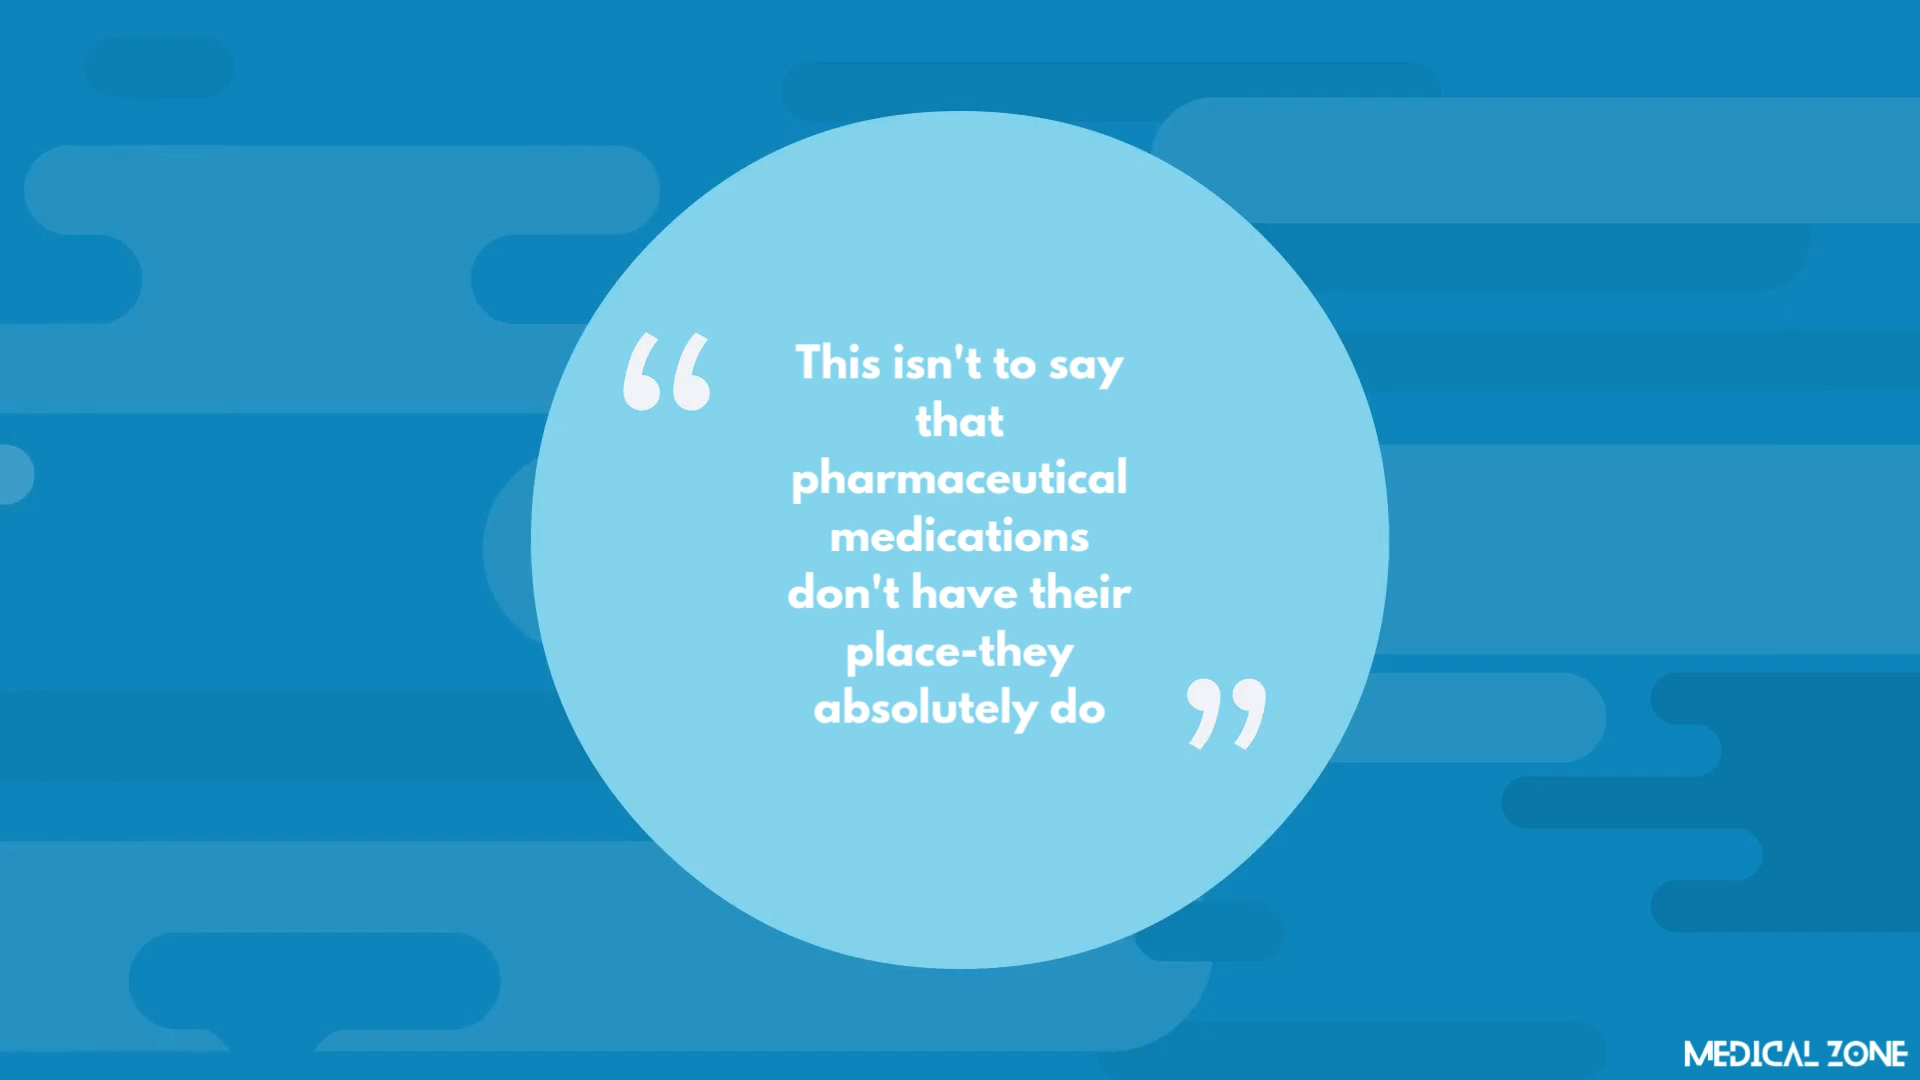 This isn't to say
that
pharmaceutical
medications
don't have their
place-they
absolutely do
MEDICAL ZONE